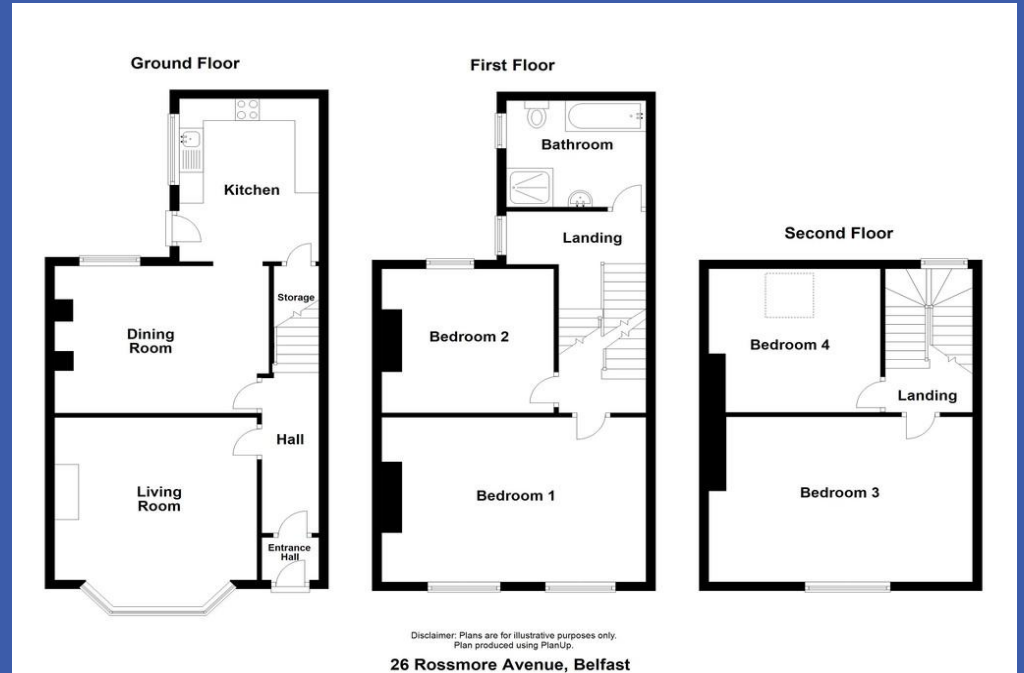 Ground Floor
Kitchen
Storage
Dining
Room
Hall
Living
Room
Entrance
Hall
First Floor
Bathroom
Landing
Bedroom 2
Bedroom 1
Second Floor
Bedroom 4
Landing
Bedroom 3
Disclaimer: Plans are for illustrative purposes only.
Plan produced using PlanUp.
26 Rossmore Avenue, Belfast